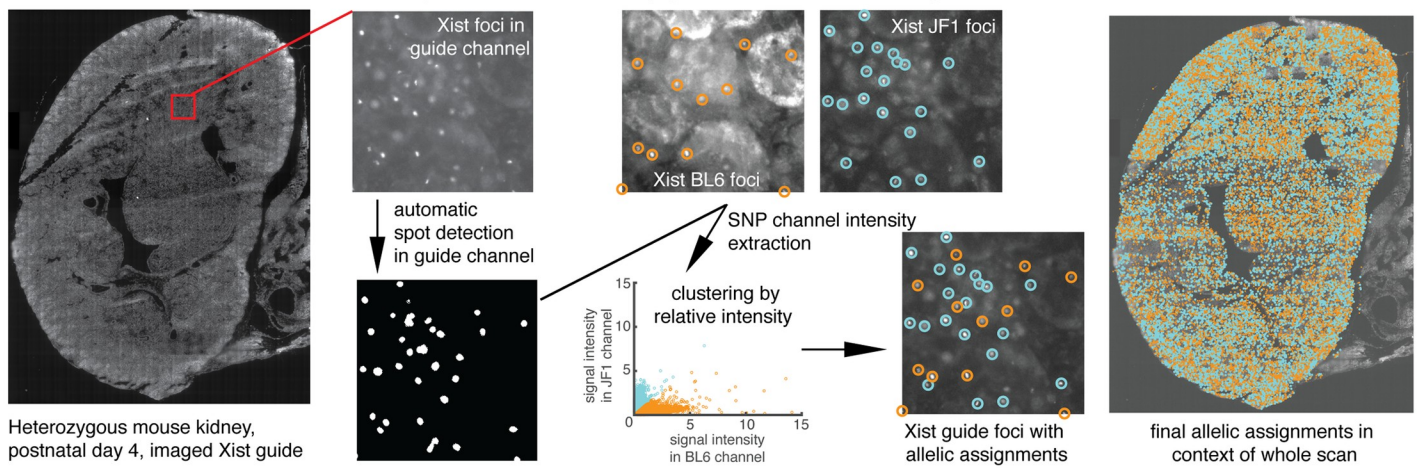 Xist foci in
guide channel
Xist BL6 foci
Xist JF1 foci
automatic
spot detection
in guide channel
SNP channel intensity
extraction
clustering by
relative intensity
15
10
5
0
5
10
15
signal intensity
in JF1 channel
signal intensity
in BL6 channel
Heterozygous mouse kidney,
postnatal day 4, imaged Xist guide
Xist guide foci with
allelic assignments
final allelic assignments in
context of whole scan